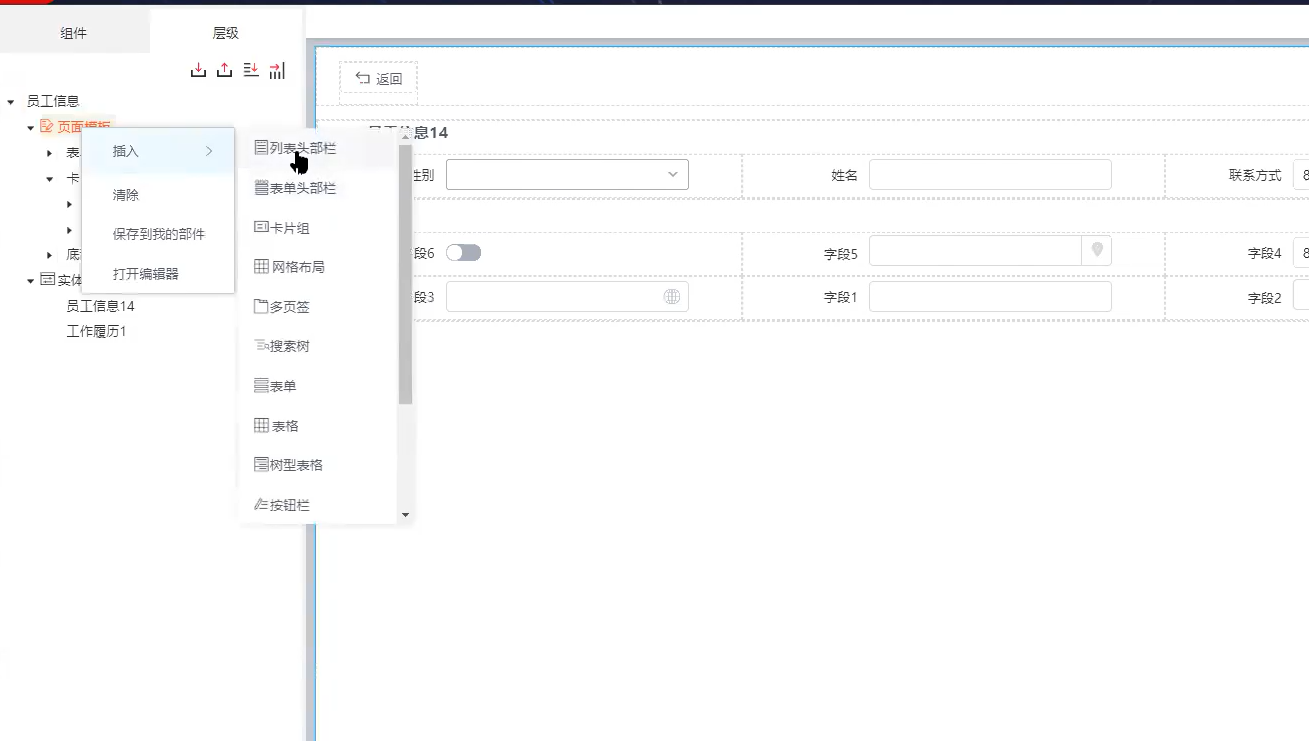 组件
层级
员工信息
页面模板
表
卡
底
实体
员工信息14
工作履历1
插入
清除
保存到我的部件
打开编辑器
列表头部栏
表单头部栏
卡片组
网格布局
多页签
搜索树
表单
表格
树型表格
按钮栏
返回
员工信息14
性别
姓名
联系方式
8
段6
字段5
字段4
8
段3
字段1
字段2